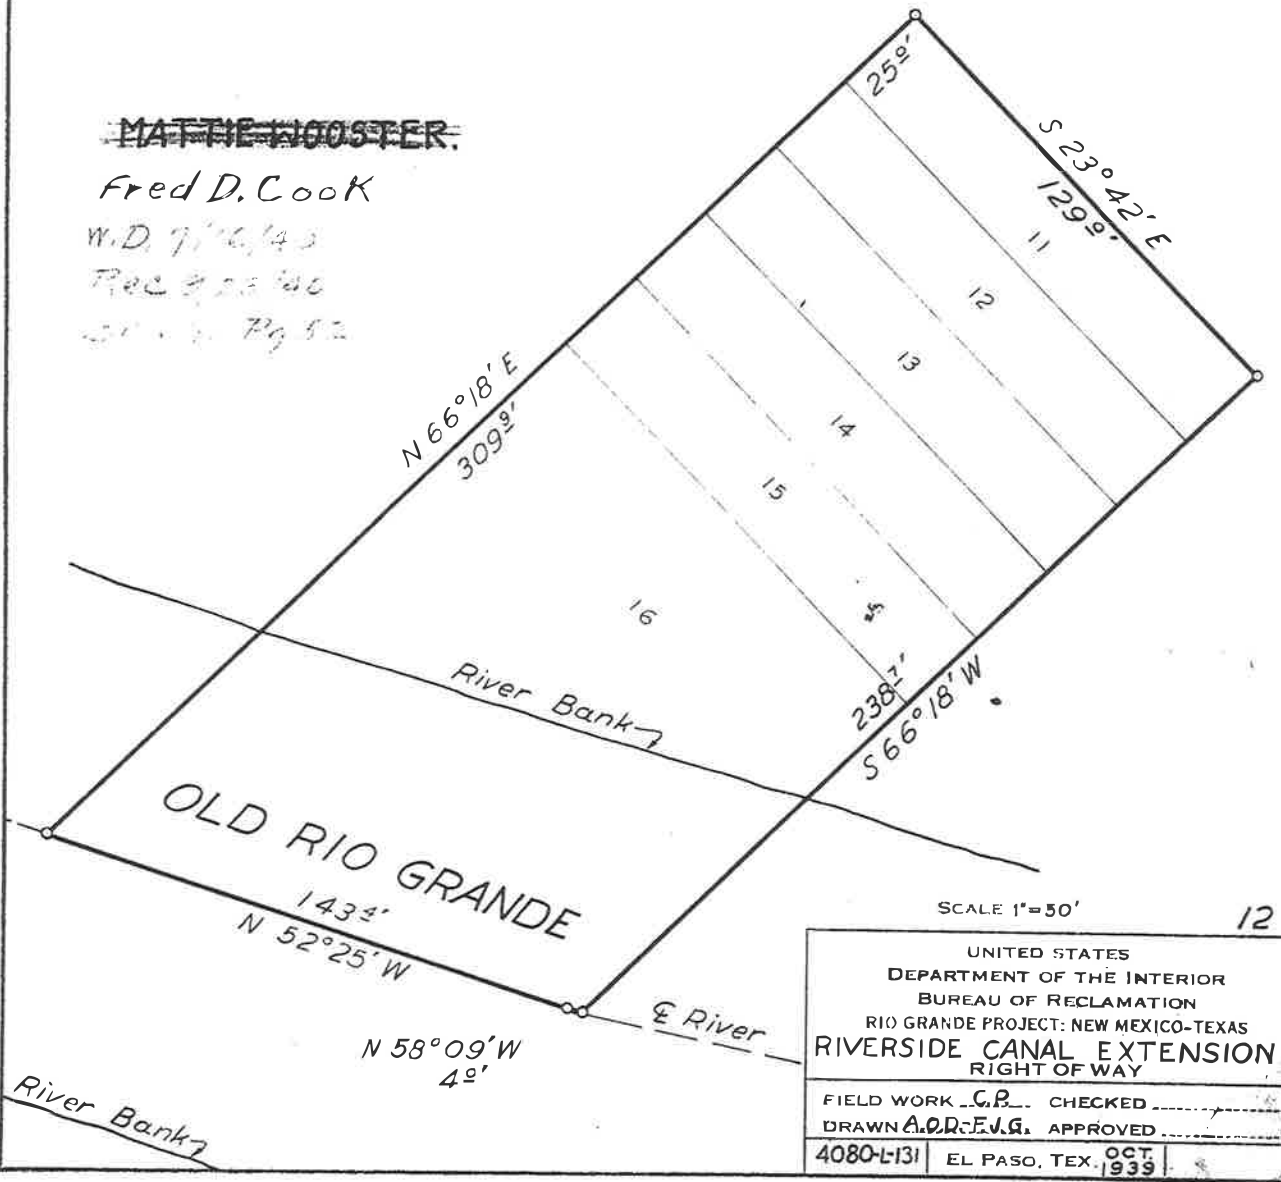 MATTIE WOOSTER.
Fred D. Cook
W.D.
Rec
Pg 52
25 0'
S 23° 42' E
129 0'
11
12
13
14
15
16
N 66° 18' E
309 9'
238 7'
S 66° 18' W
River Bank
OLD RIO GRANDE
143 4'
N 52° 25' W
N 58° 09' W
4 0'
℄ River
River Bank
SCALE 1"=50'
12
UNITED STATES
DEPARTMENT OF THE INTERIOR
BUREAU OF RECLAMATION
RIO GRANDE PROJECT: NEW MEXICO-TEXAS
RIVERSIDE CANAL EXTENSION
RIGHT OF WAY
FIELD WORK C.P. CHECKED
DRAWN A.O.D.-E.J.G. APPROVED
4080-L-131 EL PASO, TEX. OCT. 1939